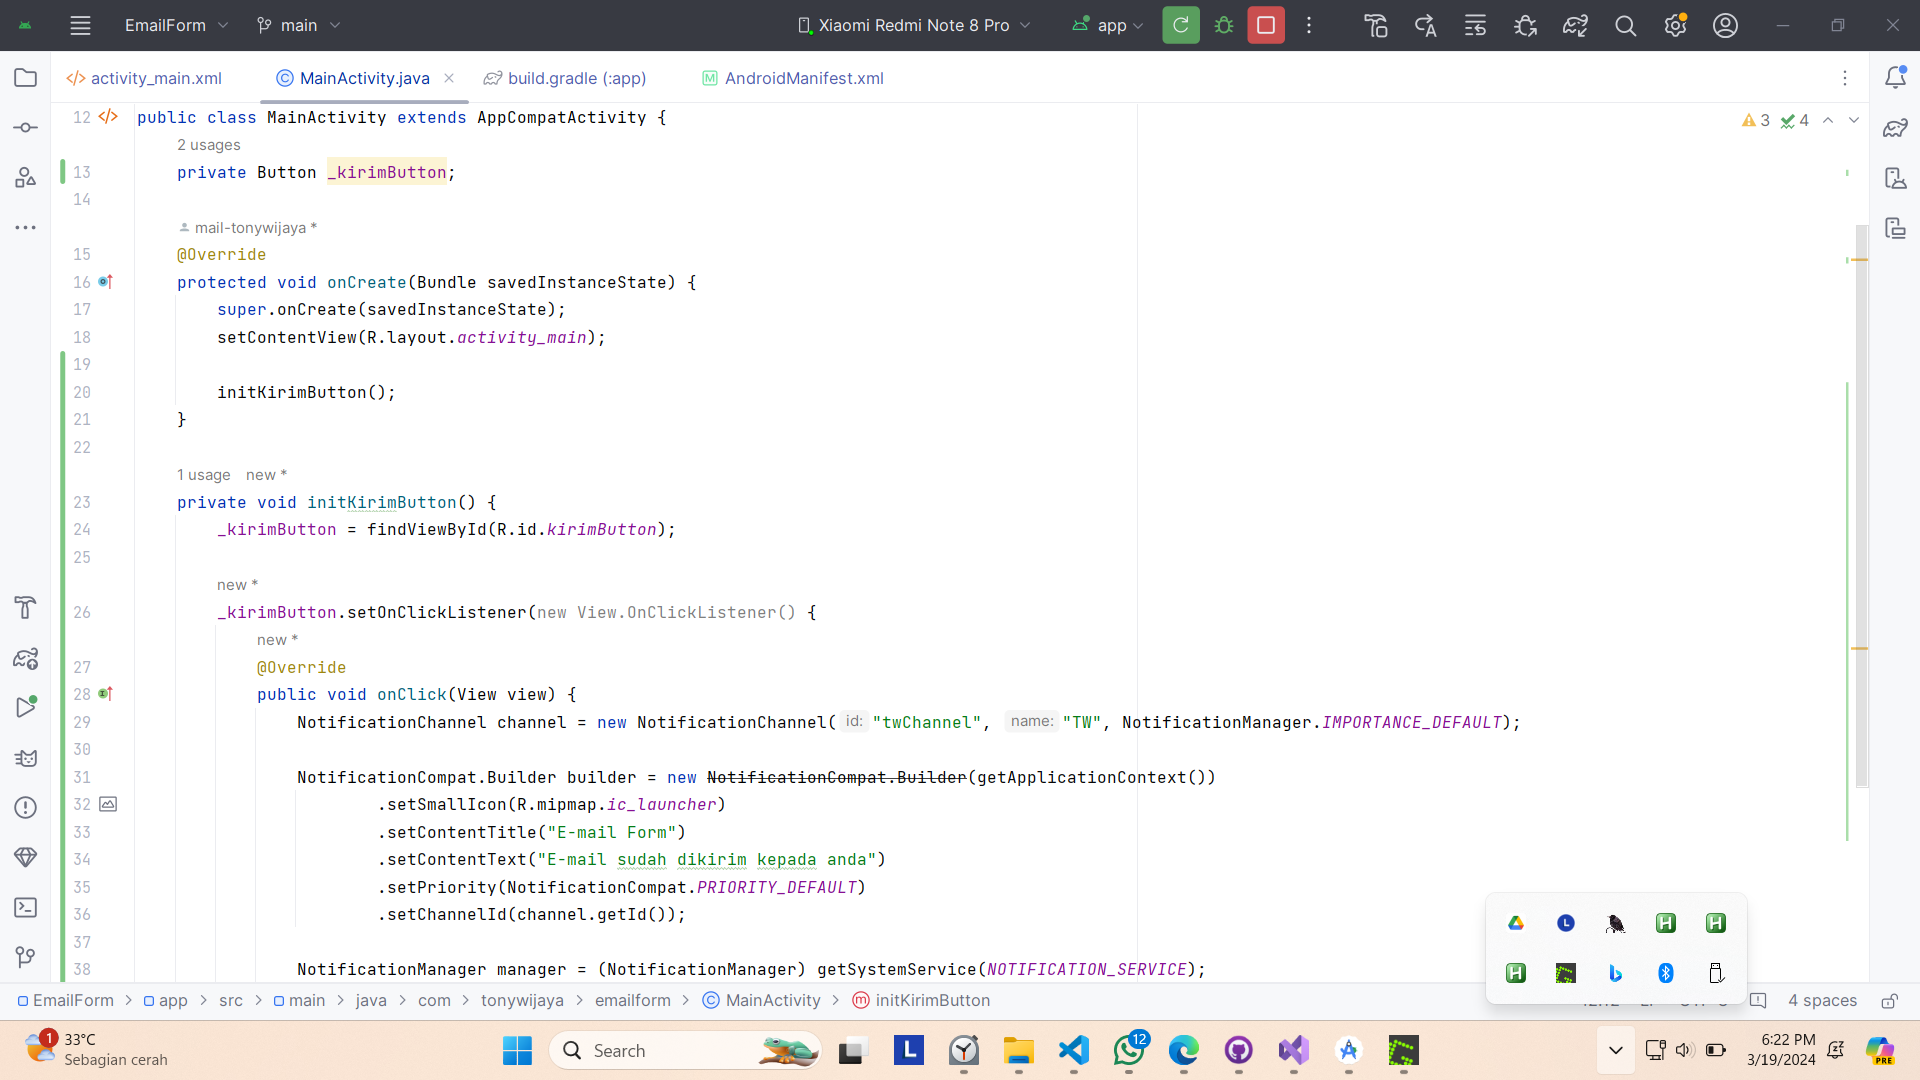 EmailForm main Xiaomi Redmi Note 8 Pro app
activity_main.xml MainActivity.java build.gradle (:app) AndroidManifest.xml
12 public class MainActivity extends AppCompatActivity { 3 4
2 usages
13 private Button _kirimButton;
14
mail-tonywijaya *
15 @Override
16 protected void onCreate(Bundle savedInstanceState) {
17 super.onCreate(savedInstanceState);
18 setContentView(R.layout.activity_main);
19
20 initKirimButton();
21 }
22
1 usage new *
23 private void initKirimButton() {
24 _kirimButton = findViewById(R.id.kirimButton);
25
new *
26 _kirimButton.setOnClickListener(new View.OnClickListener() {
new *
27 @Override
28 public void onClick(View view) {
29 NotificationChannel channel = new NotificationChannel( id: "twChannel", name: "TW", NotificationManager.IMPORTANCE_DEFAULT);
30
31 NotificationCompat.Builder builder = new NotificationCompat.Builder(getApplicationContext())
32 .setSmallIcon(R.mipmap.ic_launcher)
33 .setContentTitle("E-mail Form")
34 .setContentText("E-mail sudah dikirim kepada anda")
35 .setPriority(NotificationCompat.PRIORITY_DEFAULT)
36 .setChannelId(channel.getId());
37
38 NotificationManager manager = (NotificationManager) getSystemService(NOTIFICATION_SERVICE);
EmailForm app src main java com tonywijaya emailform MainActivity initKirimButton 4 spaces
1 33°C
Sebagian cerah
Search
12
6:22 PM
3/19/2024
PRE